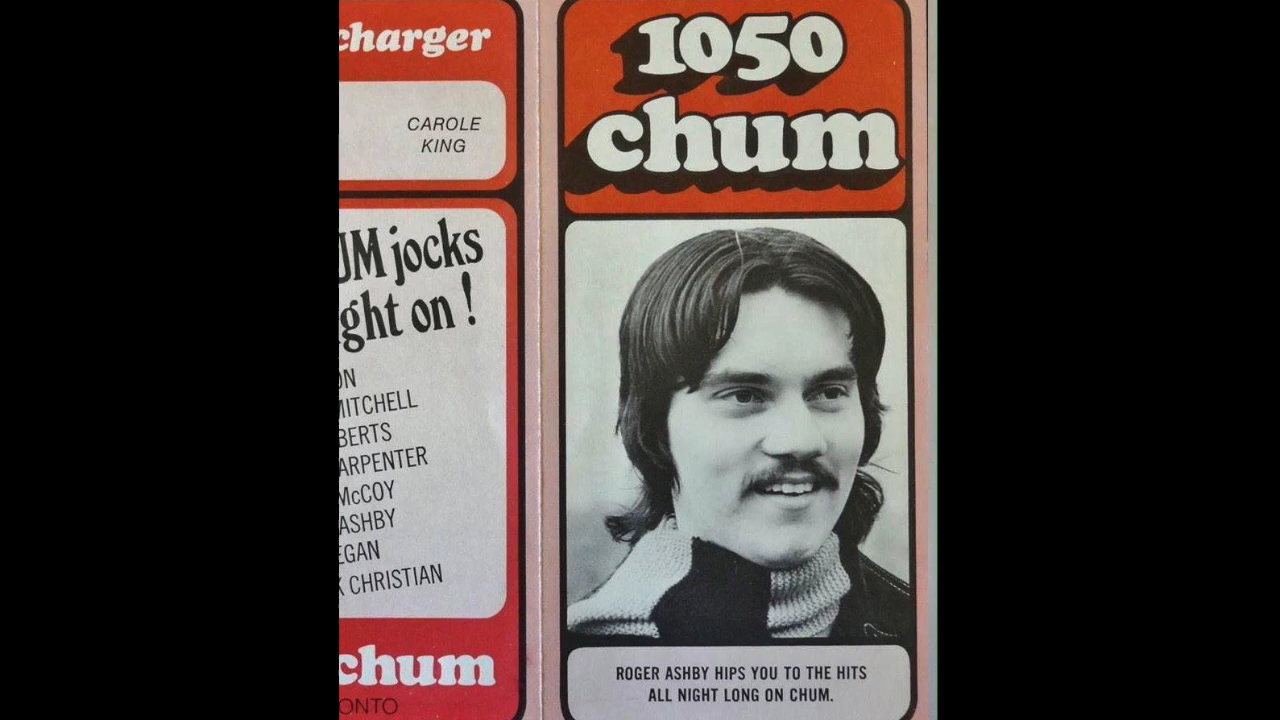 charger
CAROLE
KING
UM jocks
ght on!
ON
MITCHELL
BERTS
ARPENTER
McCOY
ASHBY
EGAN
K CHRISTIAN
chum
ONTO
1050
chum
ROGER ASHBY HIPS YOU TO THE HITS
ALL NIGHT LONG ON CHUM.